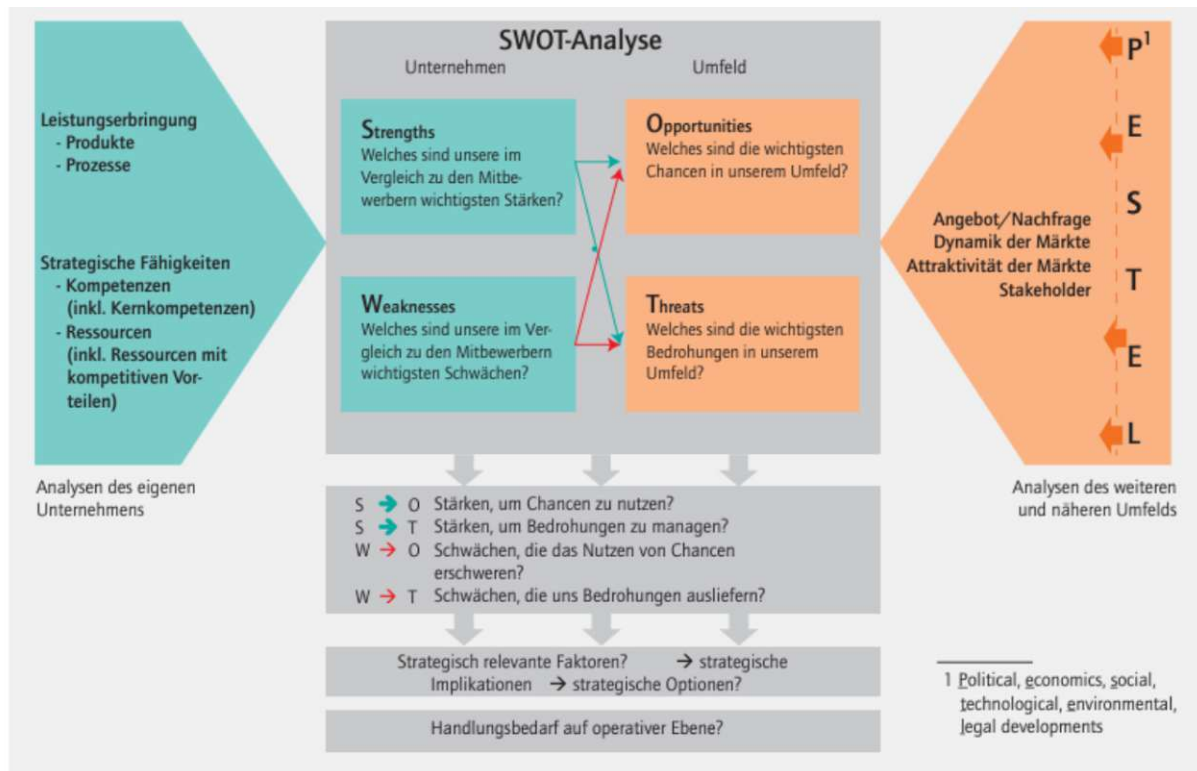 SWOT-Analyse
Unternehmen
Umfeld
Leistungserbringung
- Produkte
- Prozesse
Strategische Fähigkeiten
- Kompetenzen
(inkl. Kernkompetenzen)
- Ressourcen
(inkl. Ressourcen mit
kompetitiven Vor-
teilen)
Analysen des eigenen
Unternehmens
Strengths
Welches sind unsere im
Vergleich zu den Mitbe-
werbern wichtigsten Stärken?
Opportunities
Welches sind die wichtigsten
Chancen in unserem Umfeld?
Weaknesses
Welches sind unsere im Ver-
gleich zu den Mitbewerbern
wichtigsten Schwächen?
Threats
Welches sind die wichtigsten
Bedrohungen in unserem
Umfeld?
Angebot/Nachfrage
Dynamik der Märkte
Attraktivität der Märkte
Stakeholder
P¹
E
S
T
E
L
Analysen des weiteren
und näheren Umfelds
S → O Stärken, um Chancen zu nutzen?
S → T Stärken, um Bedrohungen zu managen?
W → O Schwächen, die das Nutzen von Chancen
erschweren?
W → T Schwächen, die uns Bedrohungen ausliefern?
Strategisch relevante Faktoren? → strategische
Implikationen → strategische Optionen?
Handlungsbedarf auf operativer Ebene?
1 Political, economics, social,
technological, environmental,
legal developments